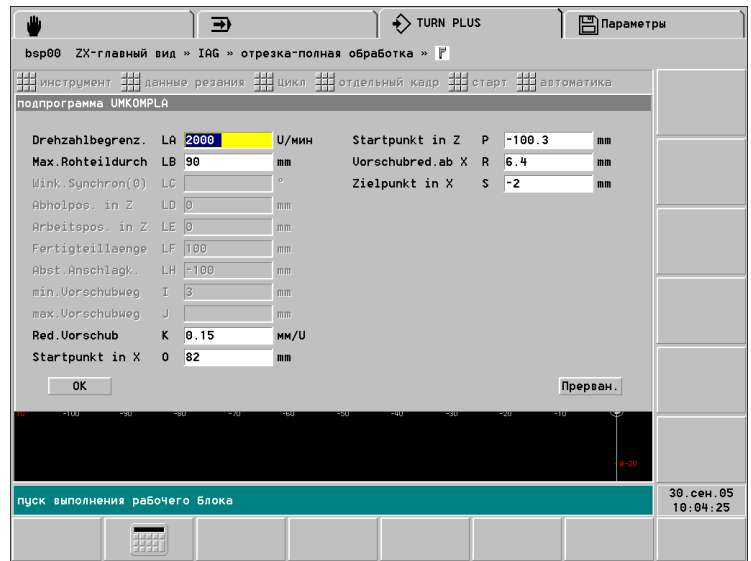 TURN PLUS Параметры
bsp00 ZX-главный вид » IAG » отрезка-полная обработка »
инструмент данные резания Цикл отдельный кадр старт автоматика
подпрограмма UMKOMPLA
Drehzahlbegrenz. LA 2000 U/мин Startpunkt in Z P -100.3 mm
Max.Rohteildurch LB 90 mm Vorschubred.ab X R 6.4 mm
Wink.Synchron(0) LC ° Zielpunkt in X S -2 mm
Abholpos. in Z LD 0 mm
Arbeitspos. in Z LE 0 mm
Fertigteillaenge LF 100 mm
Abst.Anschlagk. LH -100 mm
min.Vorschubweg I 3 mm
max.Vorschubweg J mm
Red.Vorschub K 0.15 мм/U
Startpunkt in X O 82 mm
OK Прерван.
-100 -90 -80 -70 -60 -50 -40 -30 -20 -10
-20
пуск выполнения рабочего блока
30.сен.05
10:04:25